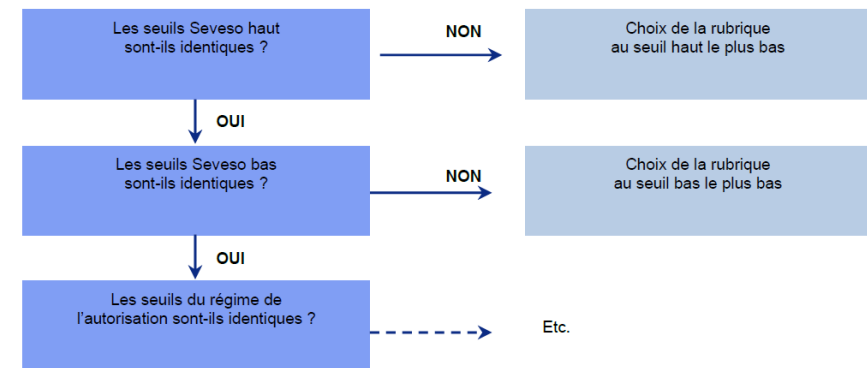 Les seuils Seveso haut
sont-ils identiques ?
NON
Choix de la rubrique
au seuil haut le plus bas
OUI
Les seuils Seveso bas
sont-ils identiques ?
NON
Choix de la rubrique
au seuil bas le plus bas
OUI
Les seuils du régime de
l'autorisation sont-ils identiques ?
Etc.